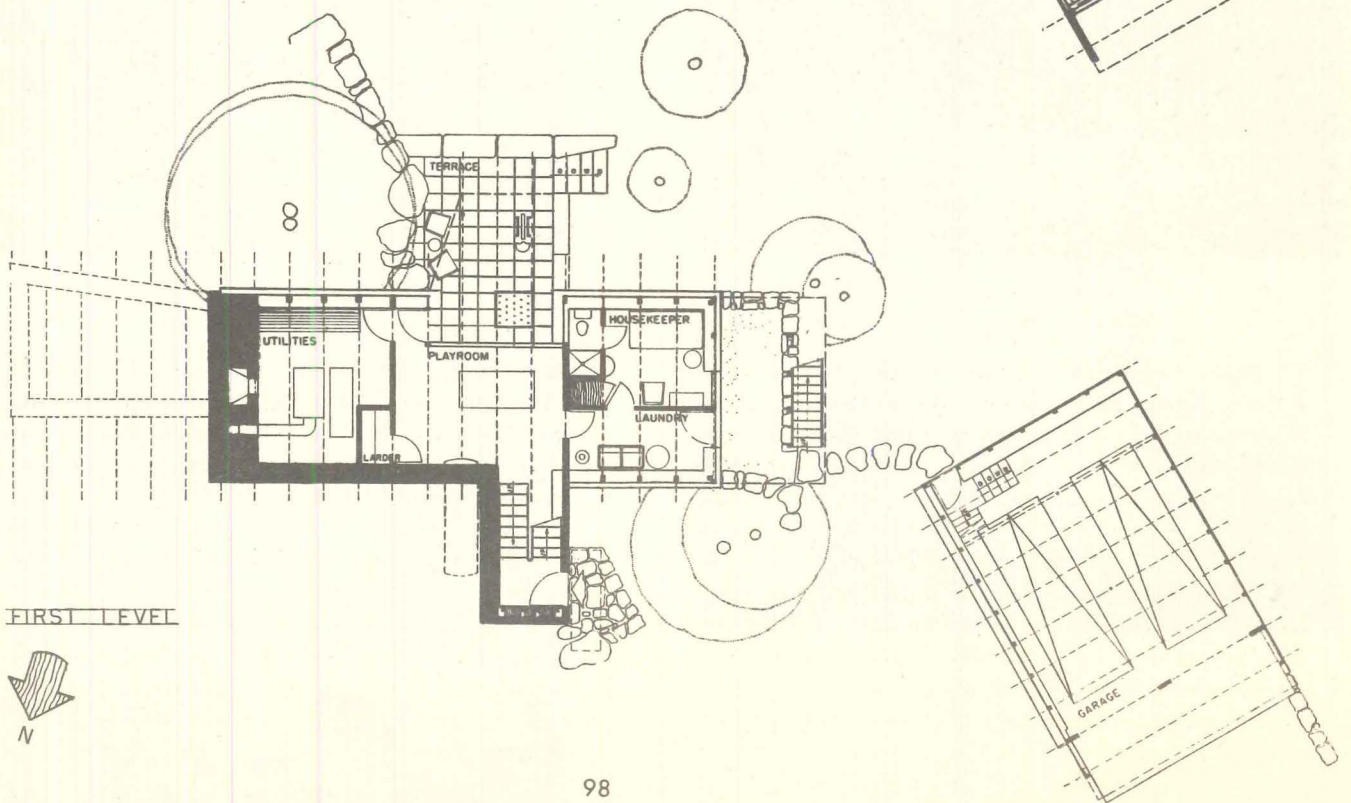 TERRACE
UTILITIES
HOUSEKEEPER
PLAYROOM
LAUNDRY
LARDER
FIRST LEVEL
GARAGE
N
98